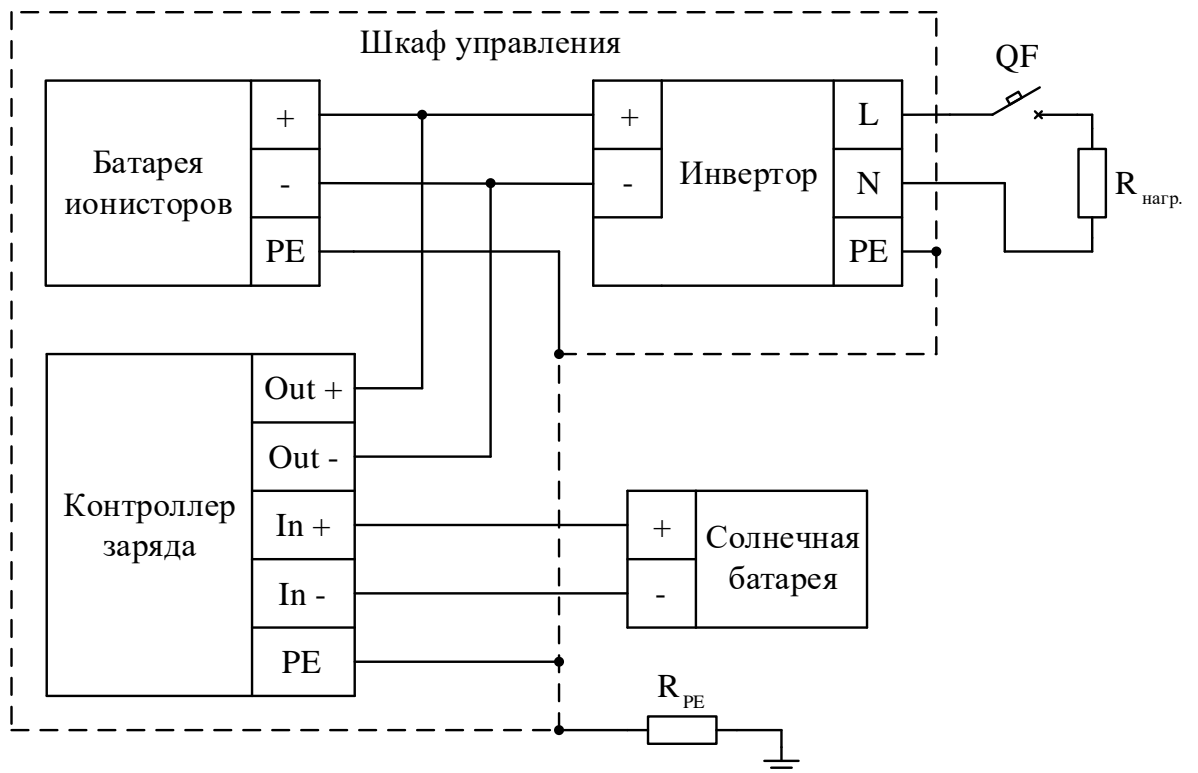 Шкаф управления
QF
Батарея
ионисторов
+
-
PE
+
-
Инвертор
L
N
PE
R нагр.
Контроллер
заряда
Out +
Out -
In +
In -
PE
+
-
Солнечная
батарея
R PE